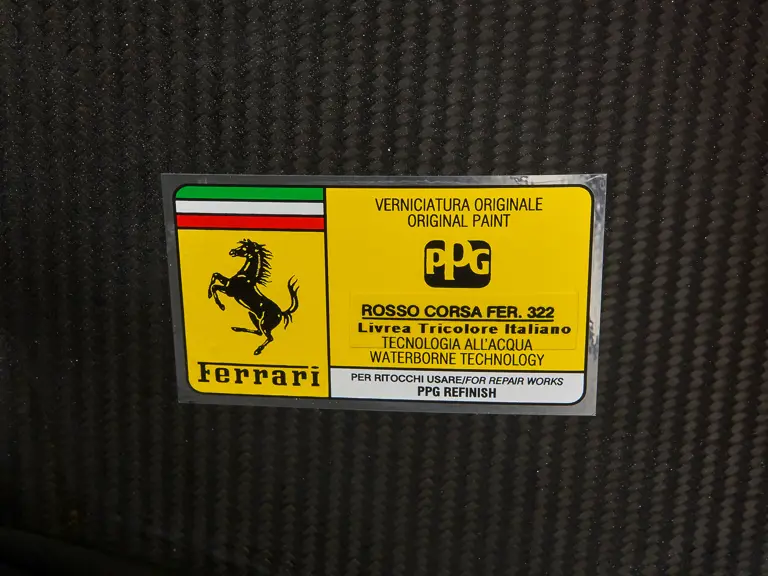 Ferrari
VERNICIATURA ORIGINALE
ORIGINAL PAINT
PPG
ROSSO CORSA FER. 322
Livrea Tricolore Italiano
TECNOLOGIA ALL'ACQUA
WATERBORNE TECHNOLOGY
PER RITOCCHI USARE/FOR REPAIR WORKS
PPG REFINISH